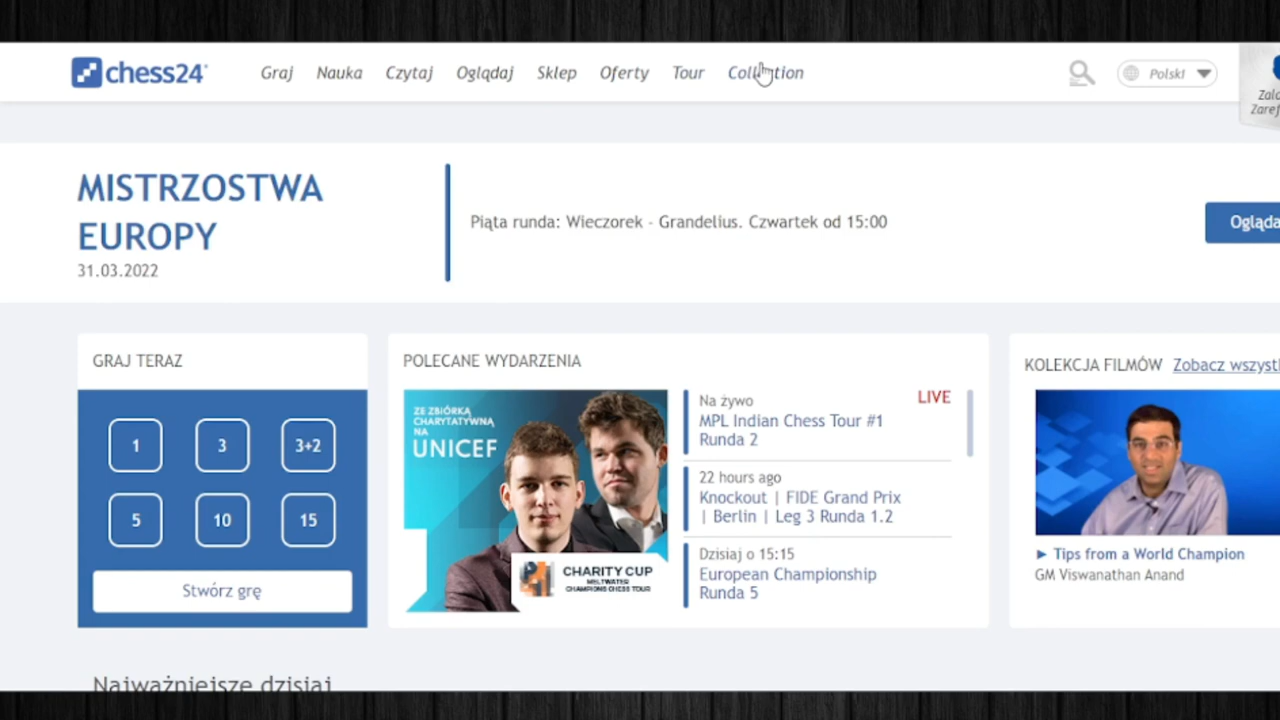 chess24
Graj Nauka Czytaj Oglądaj Sklep Oferty Tour Collection
Polski
MISTRZOSTWA
EUROPY
31.03.2022
Piąta runda: Wieczorek - Grandelius. Czwartek od 15:00
GRAJ TERAZ
1 3 3+2
5 10 15
Stwórz grę
POLECANE WYDARZENIA
ZE ZBIÓRKĄ
CHARYTATYWNĄ
NA
UNICEF
CHARITY CUP
MELTWATER
CHAMPIONS CHESS TOUR
Na żywo LIVE
MPL Indian Chess Tour #1
Runda 2
22 hours ago
Knockout | FIDE Grand Prix
| Berlin | Leg 3 Runda 1.2
Dzisiaj o 15:15
European Championship
Runda 5
KOLEKCJA FILMÓW Zobacz
► Tips from a World Champion
GM Viswanathan Anand
Najważniejsze dzisiaj